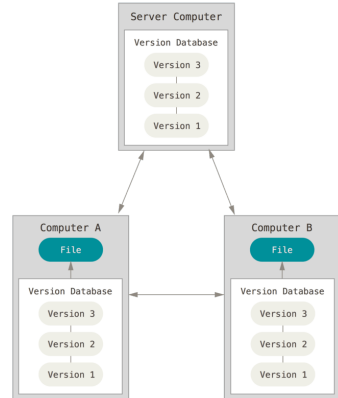 Server Computer
Version Database
Version 3
Version 2
Version 1
Computer A
File
Version Database
Version 3
Version 2
Version 1
Computer B
File
Version Database
Version 3
Version 2
Version 1